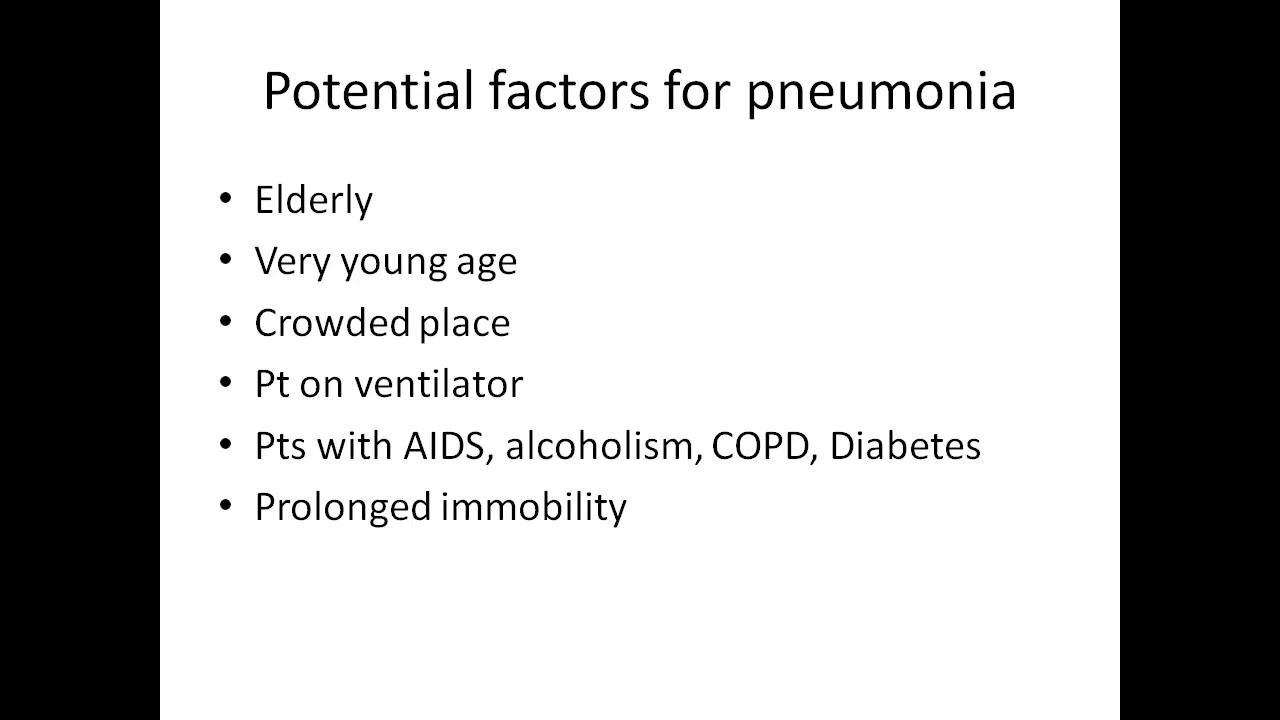 Potential factors for pneumonia
• Elderly
• Very young age
• Crowded place
• Pt on ventilator
• Pts with AIDS, alcoholism, COPD, Diabetes
• Prolonged immobility